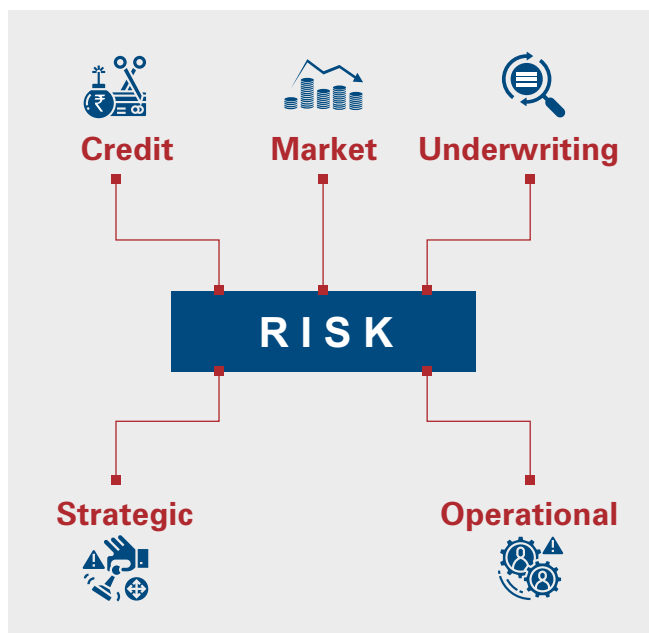 ₹
Credit
Market
Underwriting
RISK
Strategic
Operational